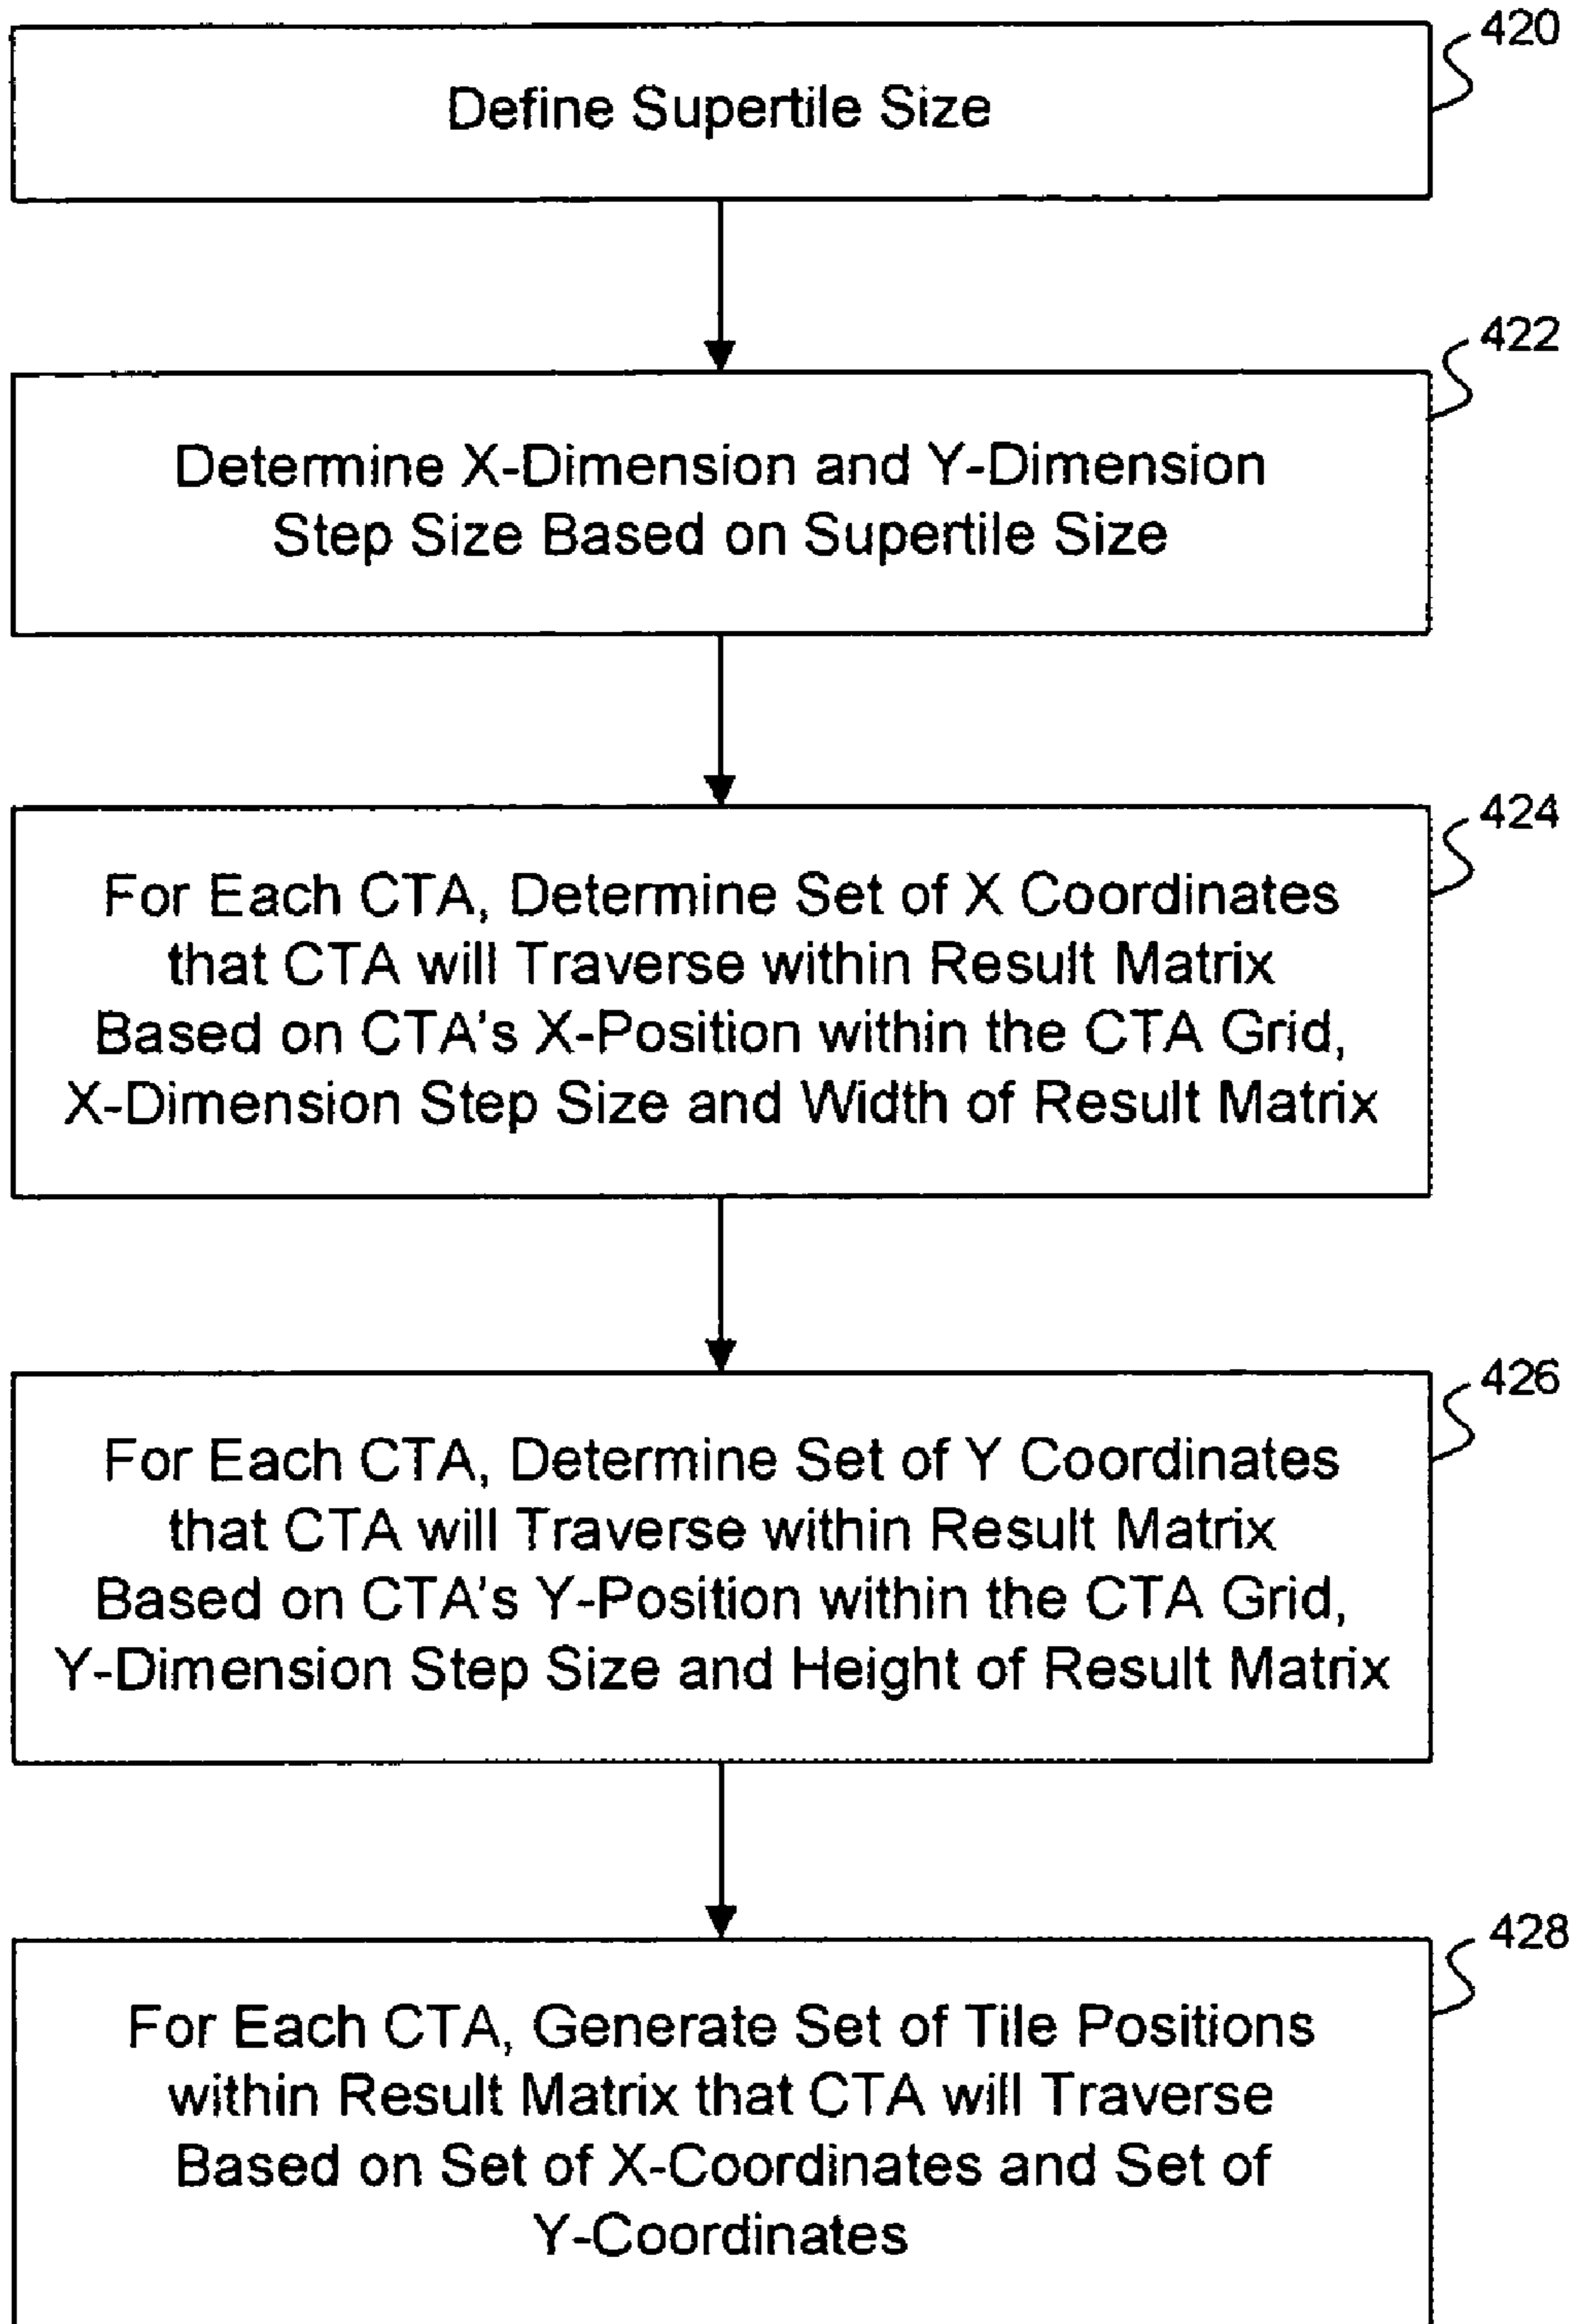 420
Define Supertile Size
422
Determine X-Dimension and Y-Dimension
Step Size Based on Supertile Size
424
For Each CTA, Determine Set of X Coordinates
that CTA will Traverse within Result Matrix
Based on CTA's X-Position within the CTA Grid,
X-Dimension Step Size and Width of Result Matrix
426
For Each CTA, Determine Set of Y Coordinates
that CTA will Traverse within Result Matrix
Based on CTA's Y-Position within the CTA Grid,
Y-Dimension Step Size and Height of Result Matrix
428
For Each CTA, Generate Set of Tile Positions
within Result Matrix that CTA will Traverse
Based on Set of X-Coordinates and Set of
Y-Coordinates